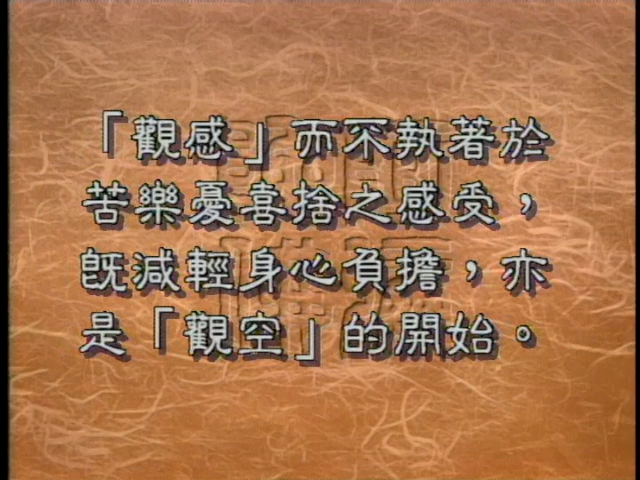 「觀感」而不執著於
苦樂憂喜捨之感受，
既減輕身心負擔，亦
是「觀空」的開始。